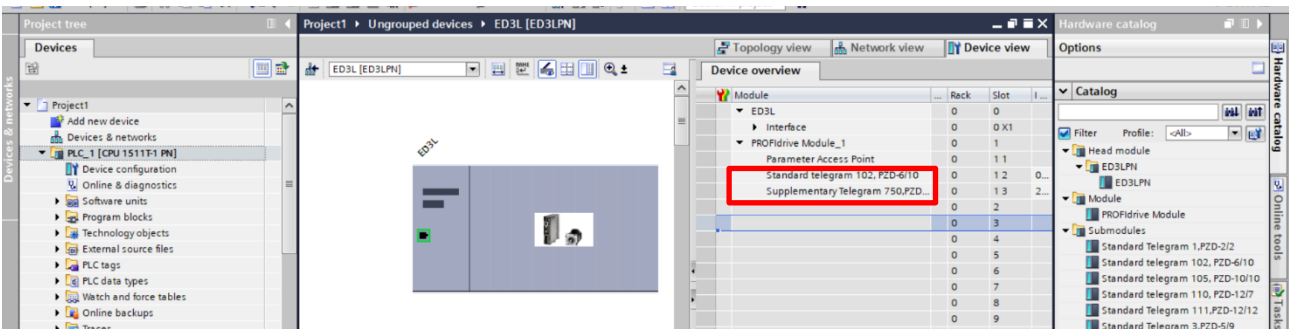 Project tree
Devices
Project1
Add new device
Devices & networks
PLC_1 [CPU 1511T-1 PN]
Device configuration
Online & diagnostics
Software units
Program blocks
Technology objects
External source files
PLC tags
PLC data types
Watch and force tables
Online backups
Traces
Devices & networks
Project1 ▸ Ungrouped devices ▸ ED3L [ED3LPN]
Topology view
Network view
Device view
ED3L [ED3LPN]
ED3L
Device overview
Module ... Rack Slot I ...
ED3L 0 0
Interface 0 0 X1
PROFIdrive Module_1 0 1
Parameter Access Point 0 1 1
Standard telegram 102, PZD-6/10 0 1 2 0...
Supplementary Telegram 750,PZD... 0 1 3 2...
0 2
0 3
0 4
0 5
0 6
0 7
0 8
0 9
Hardware catalog
Options
Catalog
Filter Profile: <All>
Head module
ED3LPN
ED3LPN
Module
PROFIdrive Module
Submodules
Standard Telegram 1,PZD-2/2
Standard telegram 102, PZD-6/10
Standard telegram 105, PZD-10/10
Standard telegram 110, PZD-12/7
Standard Telegram 111,PZD-12/12
Standard Telegram 3,PZD-5/9
Hardware catalog
Online tools
Tasks